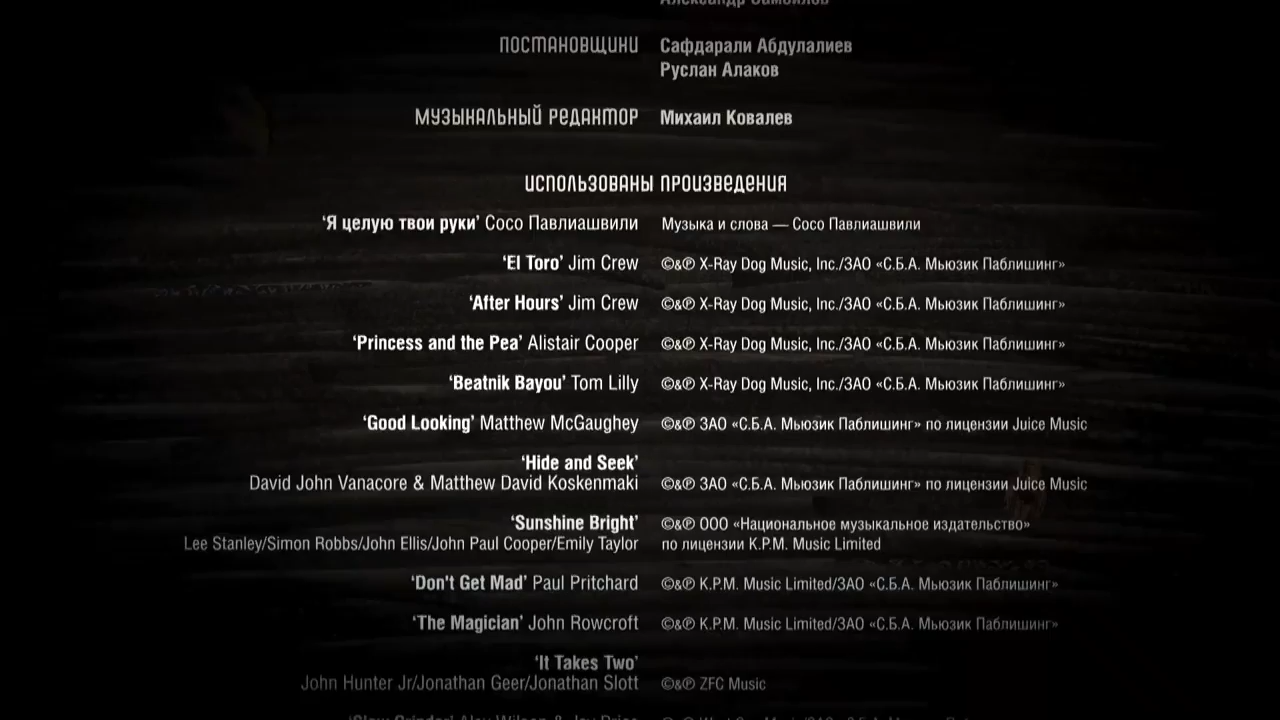 Александр Самойлов
ПОСТАНОВЩИКИ Сафдарали Абдулалиев
Руслан Алаков
МУЗЫКАЛЬНЫЙ РЕДАКТОР Михаил Ковалев
ИСПОЛЬЗОВАНЫ ПРОИЗВЕДЕНИЯ
‘Я целую твои руки’ Сосо Павлиашвили Музыка и слова — Сосо Павлиашвили
‘El Toro’ Jim Crew ©&℗ X-Ray Dog Music, Inc./ЗАО «С.Б.А. Мьюзик Паблишинг»
‘After Hours’ Jim Crew ©&℗ X-Ray Dog Music, Inc./ЗАО «С.Б.А. Мьюзик Паблишинг»
‘Princess and the Pea’ Alistair Cooper ©&℗ X-Ray Dog Music, Inc./ЗАО «С.Б.А. Мьюзик Паблишинг»
‘Beatnik Bayou’ Tom Lilly ©&℗ X-Ray Dog Music, Inc./ЗАО «С.Б.А. Мьюзик Паблишинг»
‘Good Looking’ Matthew McGaughey ©&℗ ЗАО «С.Б.А. Мьюзик Паблишинг» по лицензии Juice Music
‘Hide and Seek’
David John Vanacore & Matthew David Koskenmaki ©&℗ ЗАО «С.Б.А. Мьюзик Паблишинг» по лицензии Juice Music
‘Sunshine Bright’ ©&℗ ООО «Национальное музыкальное издательство»
Lee Stanley/Simon Robbs/John Ellis/John Paul Cooper/Emily Taylor по лицензии K.P.M. Music Limited
‘Don't Get Mad’ Paul Pritchard ©&℗ K.P.M. Music Limited/ЗАО «С.Б.А. Мьюзик Паблишинг»
‘The Magician’ John Rowcroft ©&℗ K.P.M. Music Limited/ЗАО «С.Б.А. Мьюзик Паблишинг»
‘It Takes Two’
John Hunter Jr/Jonathan Geer/Jonathan Slott ©&℗ ZFC Music